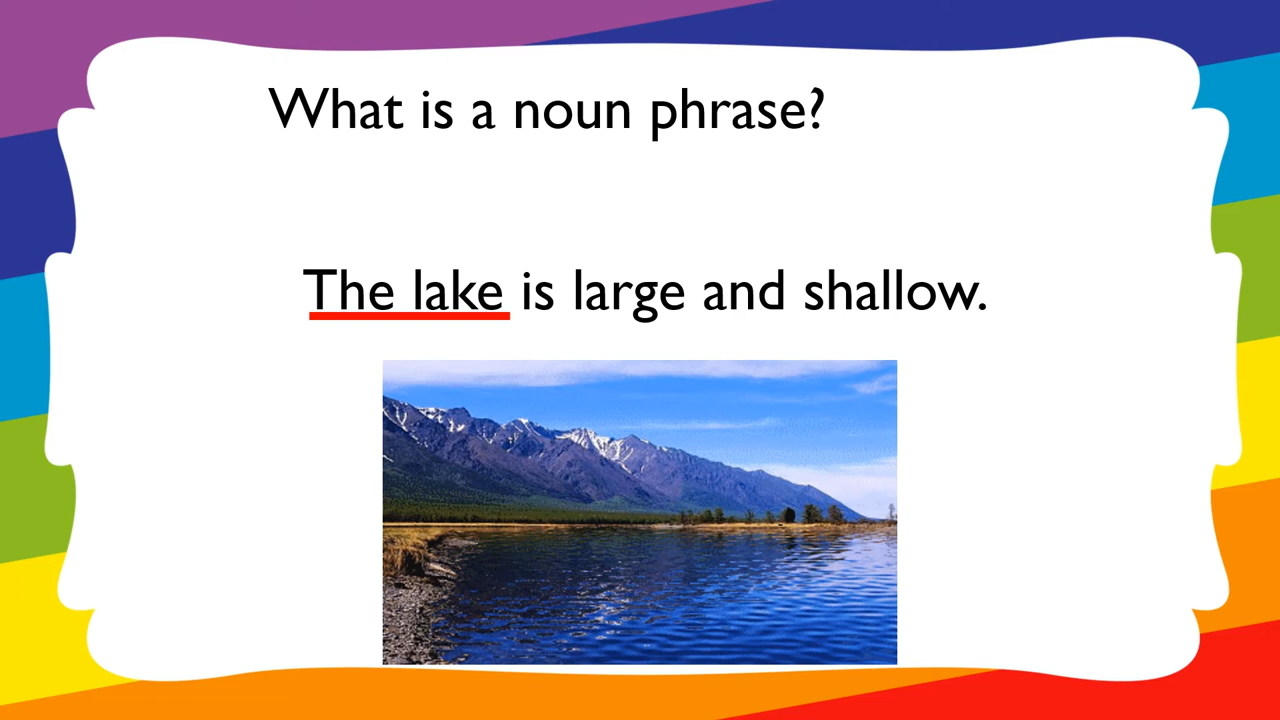 What is a noun phrase?
The lake is large and shallow.